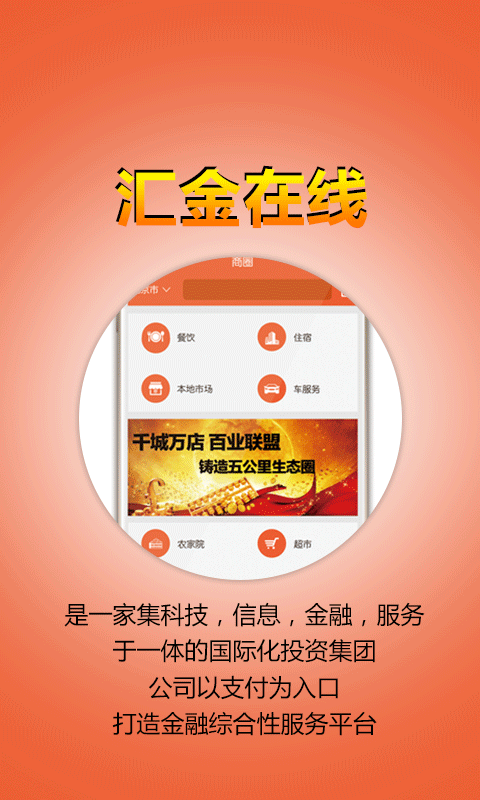 汇金在线
商圈
京市
餐饮
住宿
本地市场
车服务
千城万店 百业联盟
铸造五公里生态圈
农家院
超市
是一家集科技，信息，金融，服务
于一体的国际化投资集团
公司以支付为入口
打造金融综合性服务平台